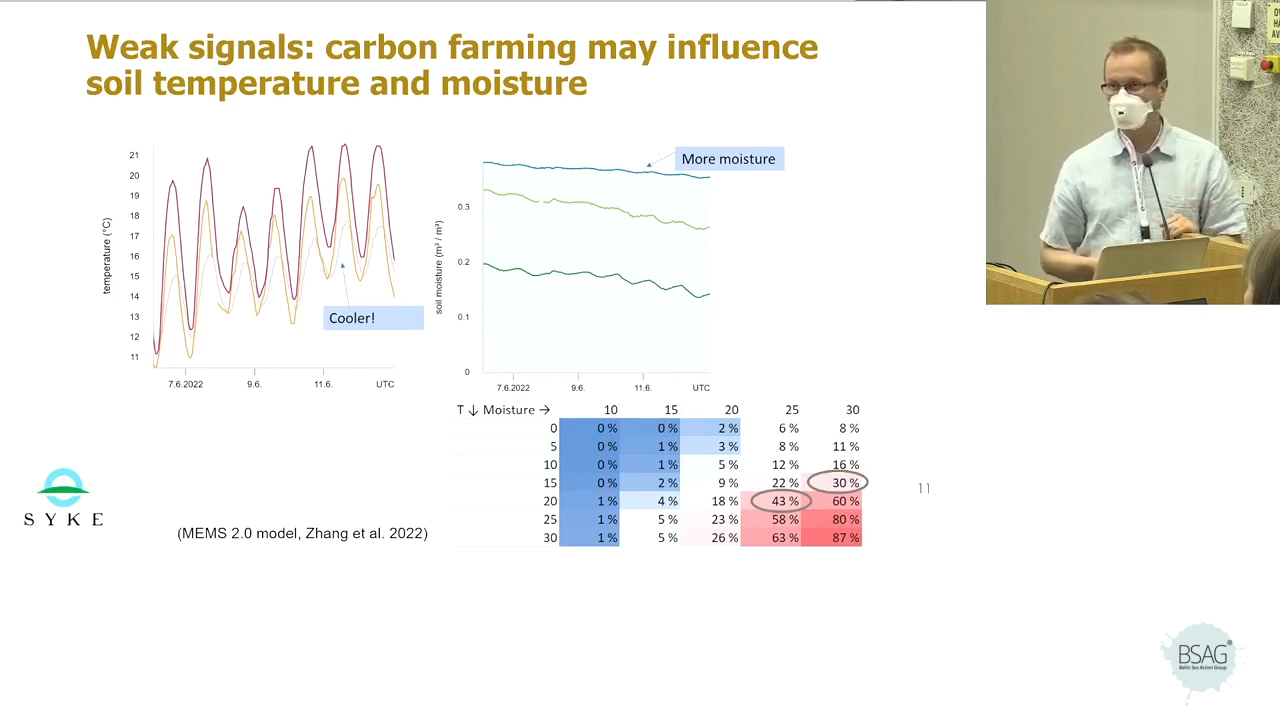 Weak signals: carbon farming may influence
soil temperature and moisture
temperature (°C)
21
20
19
18
17
16
15
14
13
12
11
7.6.2022 9.6. 11.6. UTC
Cooler!
soil moisture (m³ / m³)
0.3
0.2
0.1
0
7.6.2022 9.6. 11.6. UTC
More moisture
T ↓ Moisture → 10 15 20 25 30
0 0 % 0 % 2 % 6 % 8 %
5 0 % 1 % 3 % 8 % 11 %
10 0 % 1 % 5 % 12 % 16 %
15 0 % 2 % 9 % 22 % 30 %
20 1 % 4 % 18 % 43 % 60 %
25 1 % 5 % 23 % 58 % 80 %
30 1 % 5 % 26 % 63 % 87 %
11
SYKE
(MEMS 2.0 model, Zhang et al. 2022)
BSAG®
Baltic Sea Action Group